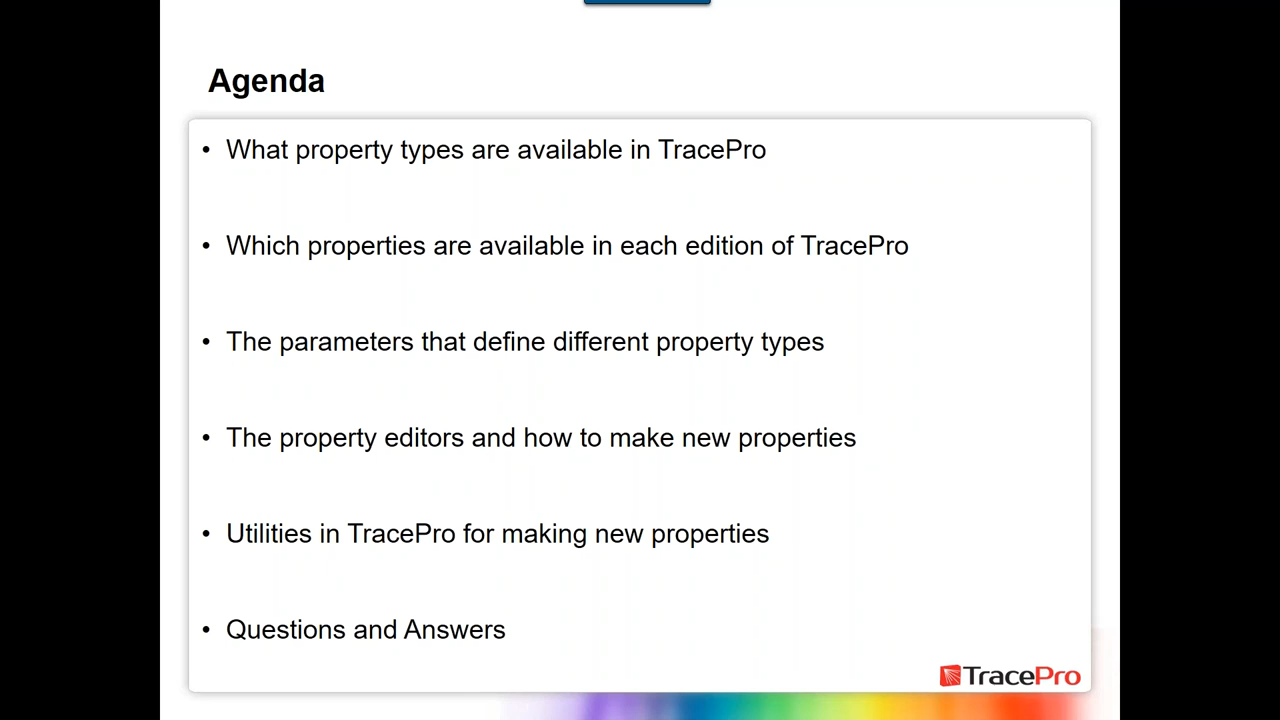 Agenda
• What property types are available in TracePro
• Which properties are available in each edition of TracePro
• The parameters that define different property types
• The property editors and how to make new properties
• Utilities in TracePro for making new properties
• Questions and Answers
TracePro